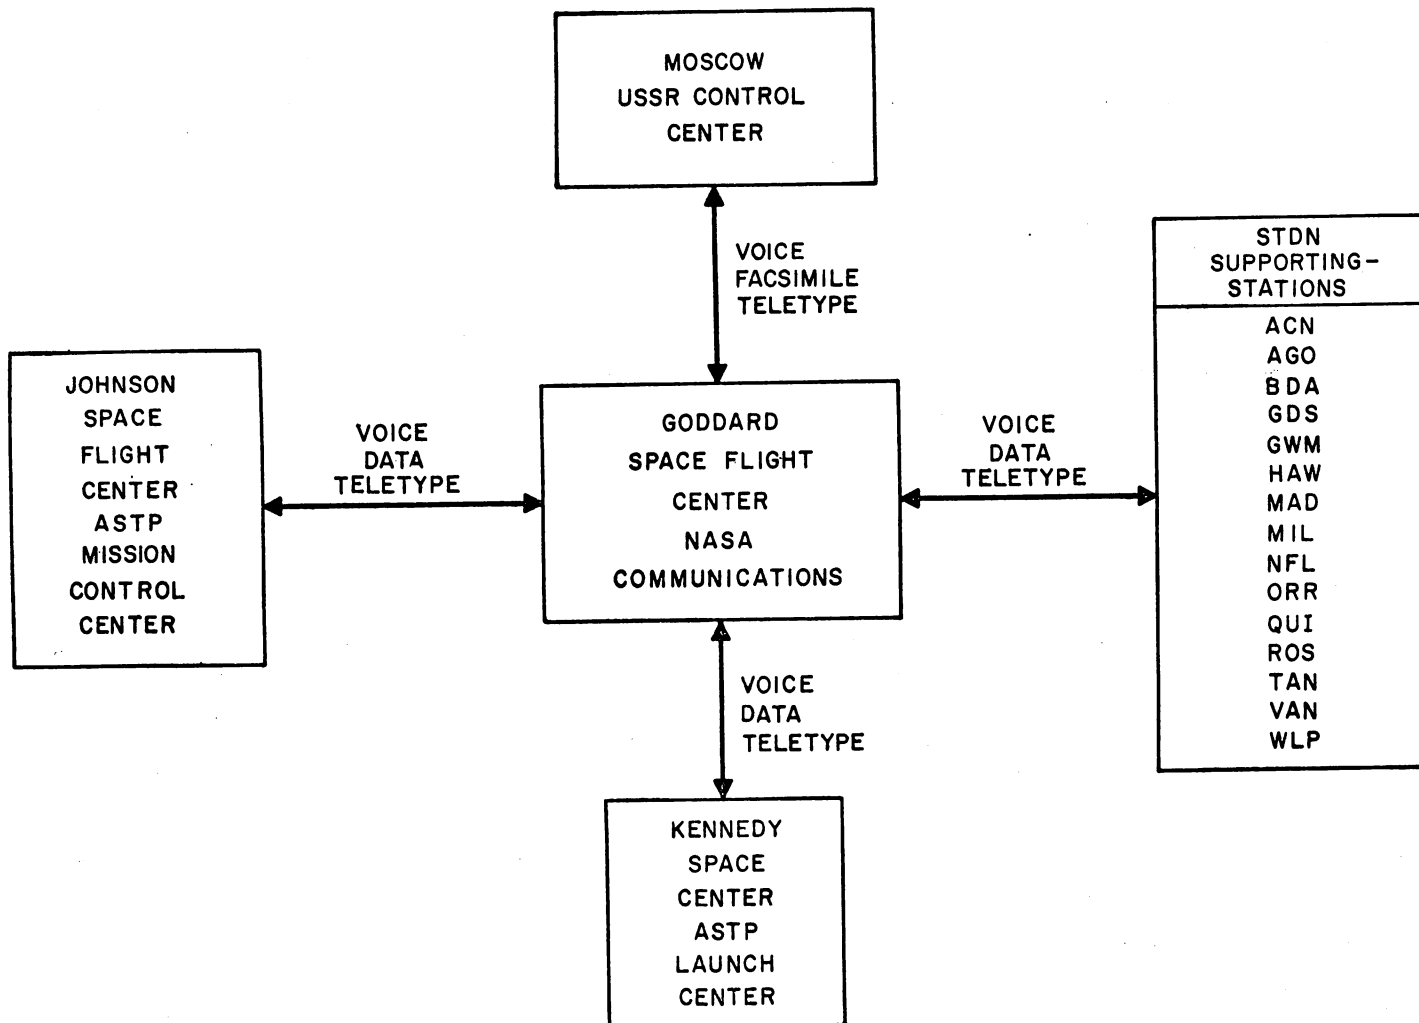 MOSCOW
USSR CONTROL
CENTER
VOICE
FACSIMILE
TELETYPE
STDN
SUPPORTING-
STATIONS
ACN
AGO
BDA
GDS
GWM
HAW
MAD
MIL
NFL
ORR
QUI
ROS
TAN
VAN
WLP
JOHNSON
SPACE
FLIGHT
CENTER
ASTP
MISSION
CONTROL
CENTER
VOICE
DATA
TELETYPE
GODDARD
SPACE FLIGHT
CENTER
NASA
COMMUNICATIONS
VOICE
DATA
TELETYPE
VOICE
DATA
TELETYPE
KENNEDY
SPACE
CENTER
ASTP
LAUNCH
CENTER